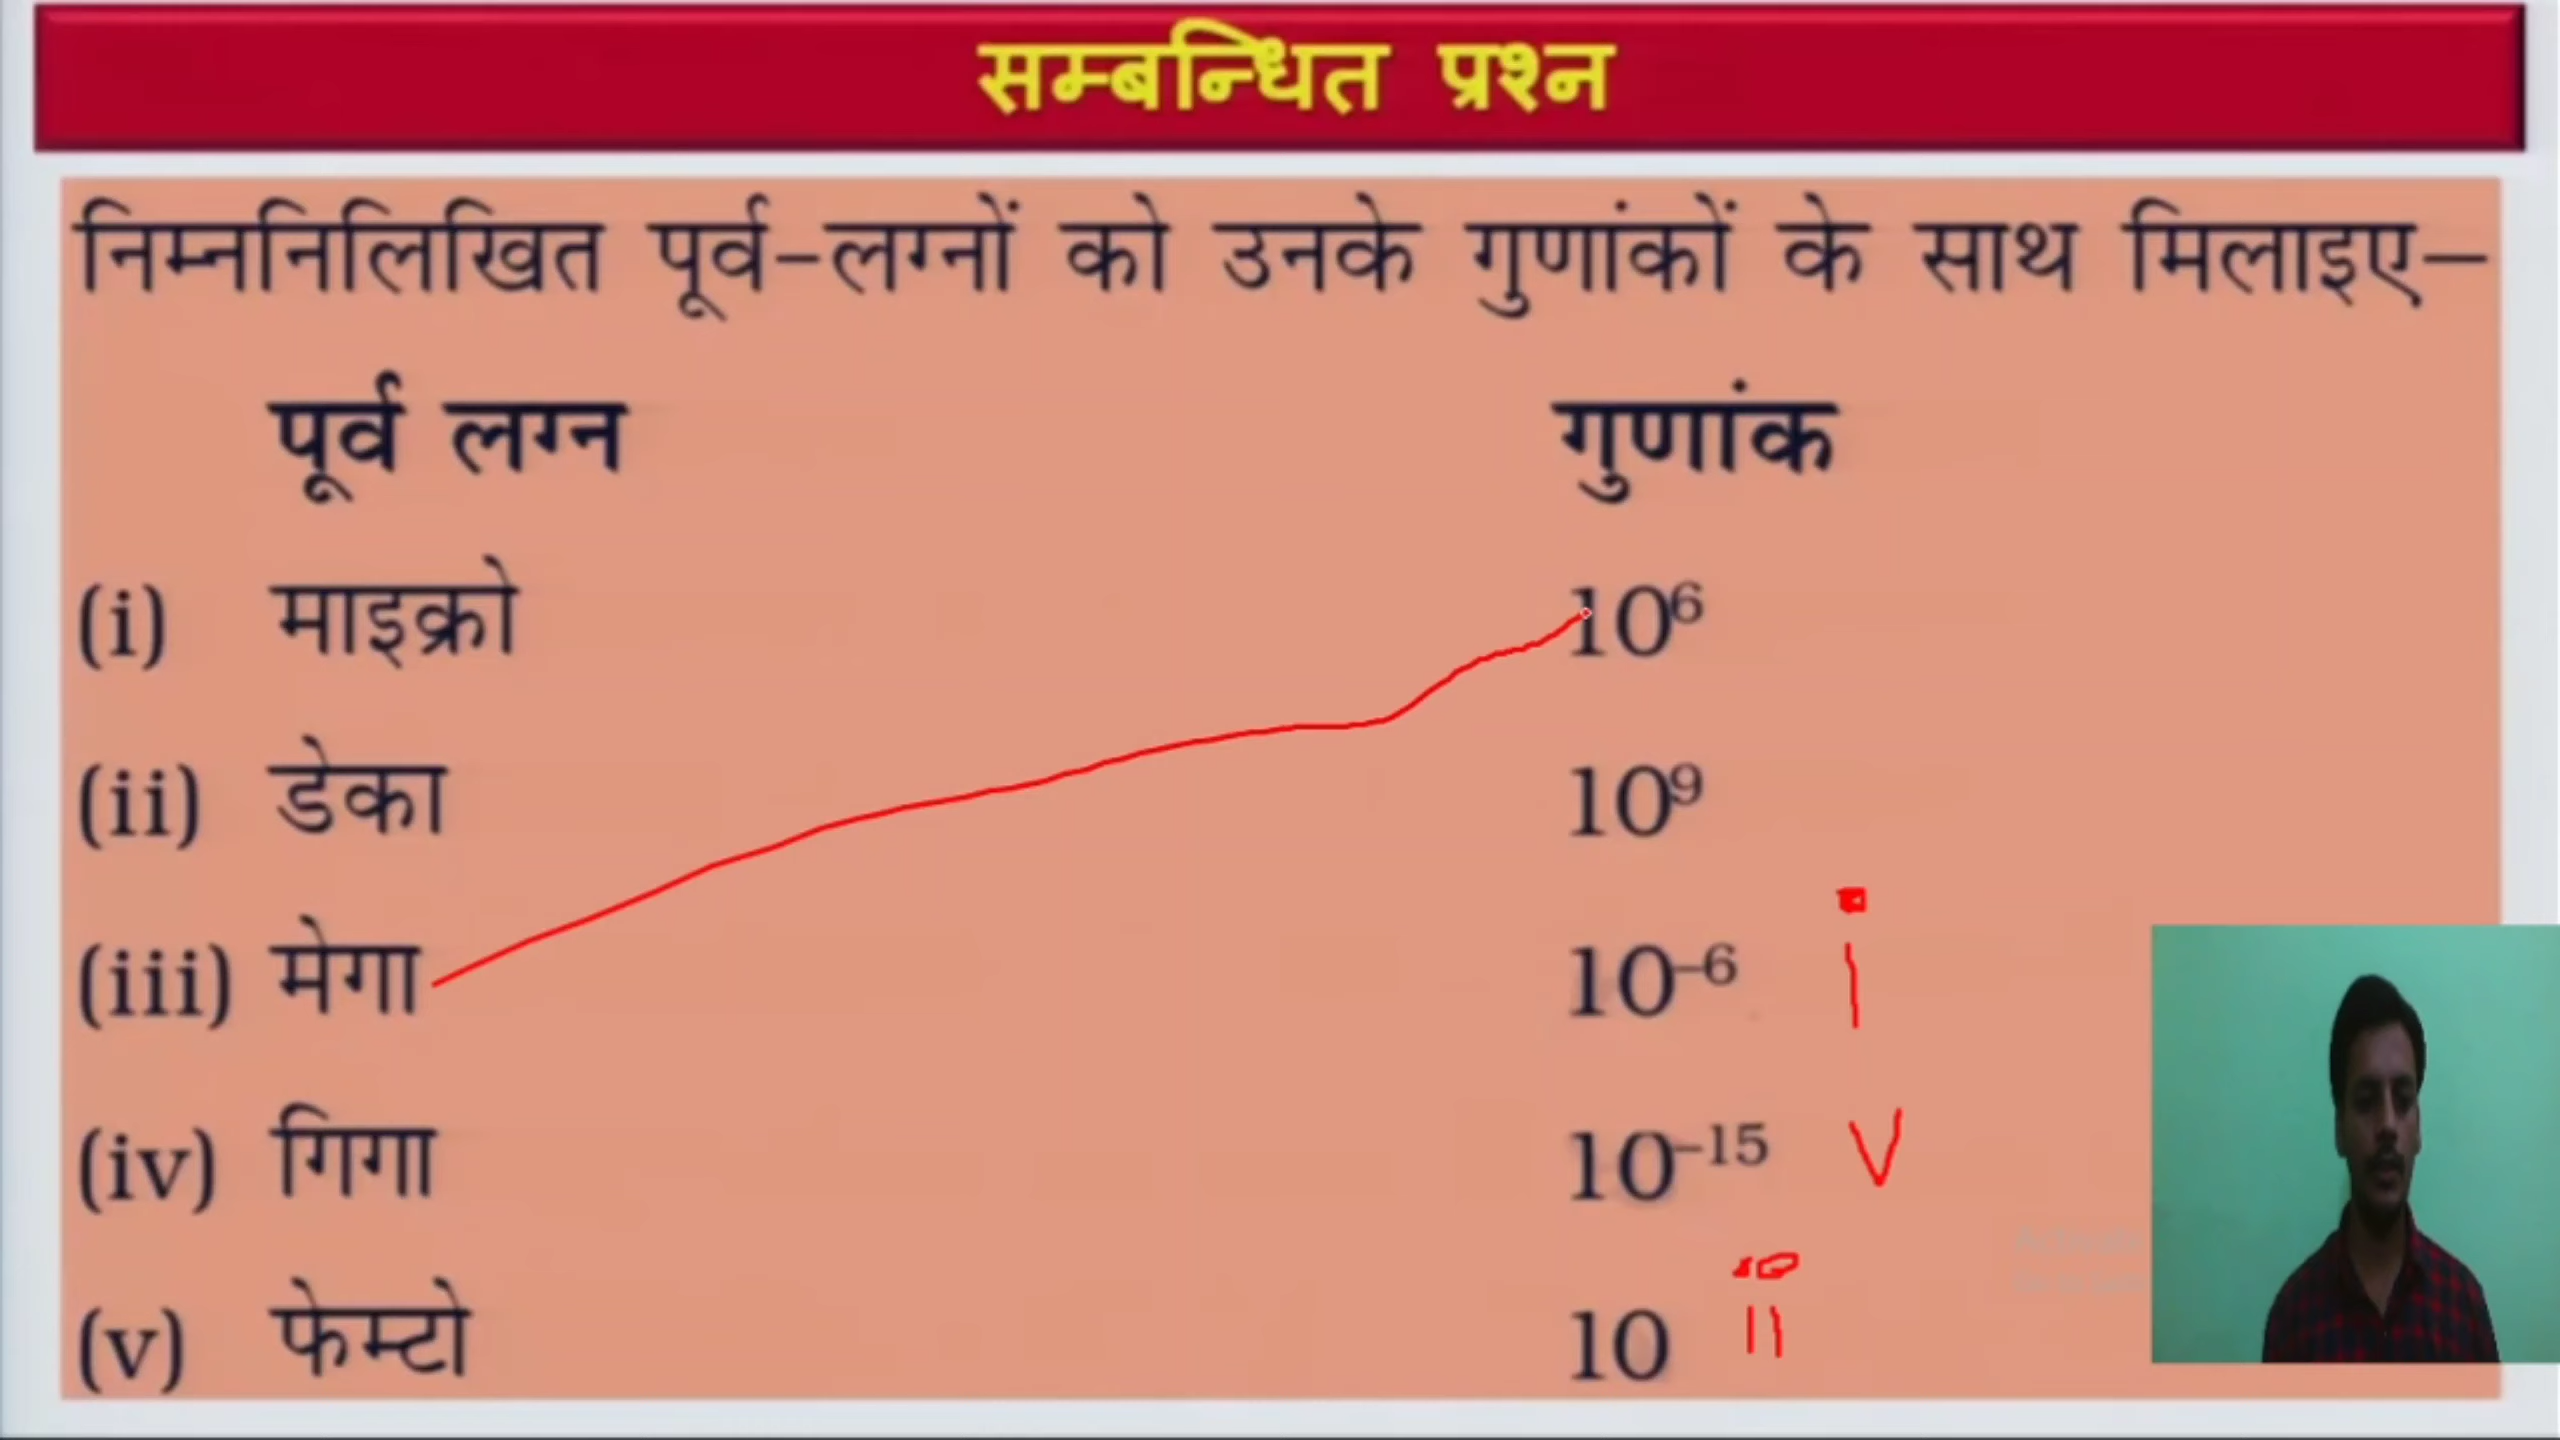 सम्बन्धित प्रश्न
निम्ननिलिखित पूर्व-लग्नों को उनके गुणांकों के साथ मिलाइए–
पूर्व लग्न गुणांक
(i) माइक्रो 10⁶
(ii) डेका 10⁹
(iii) मेगा 10⁻⁶ i
(iv) गिगा 10⁻¹⁵ V
(v) फेम्टो 10 ii